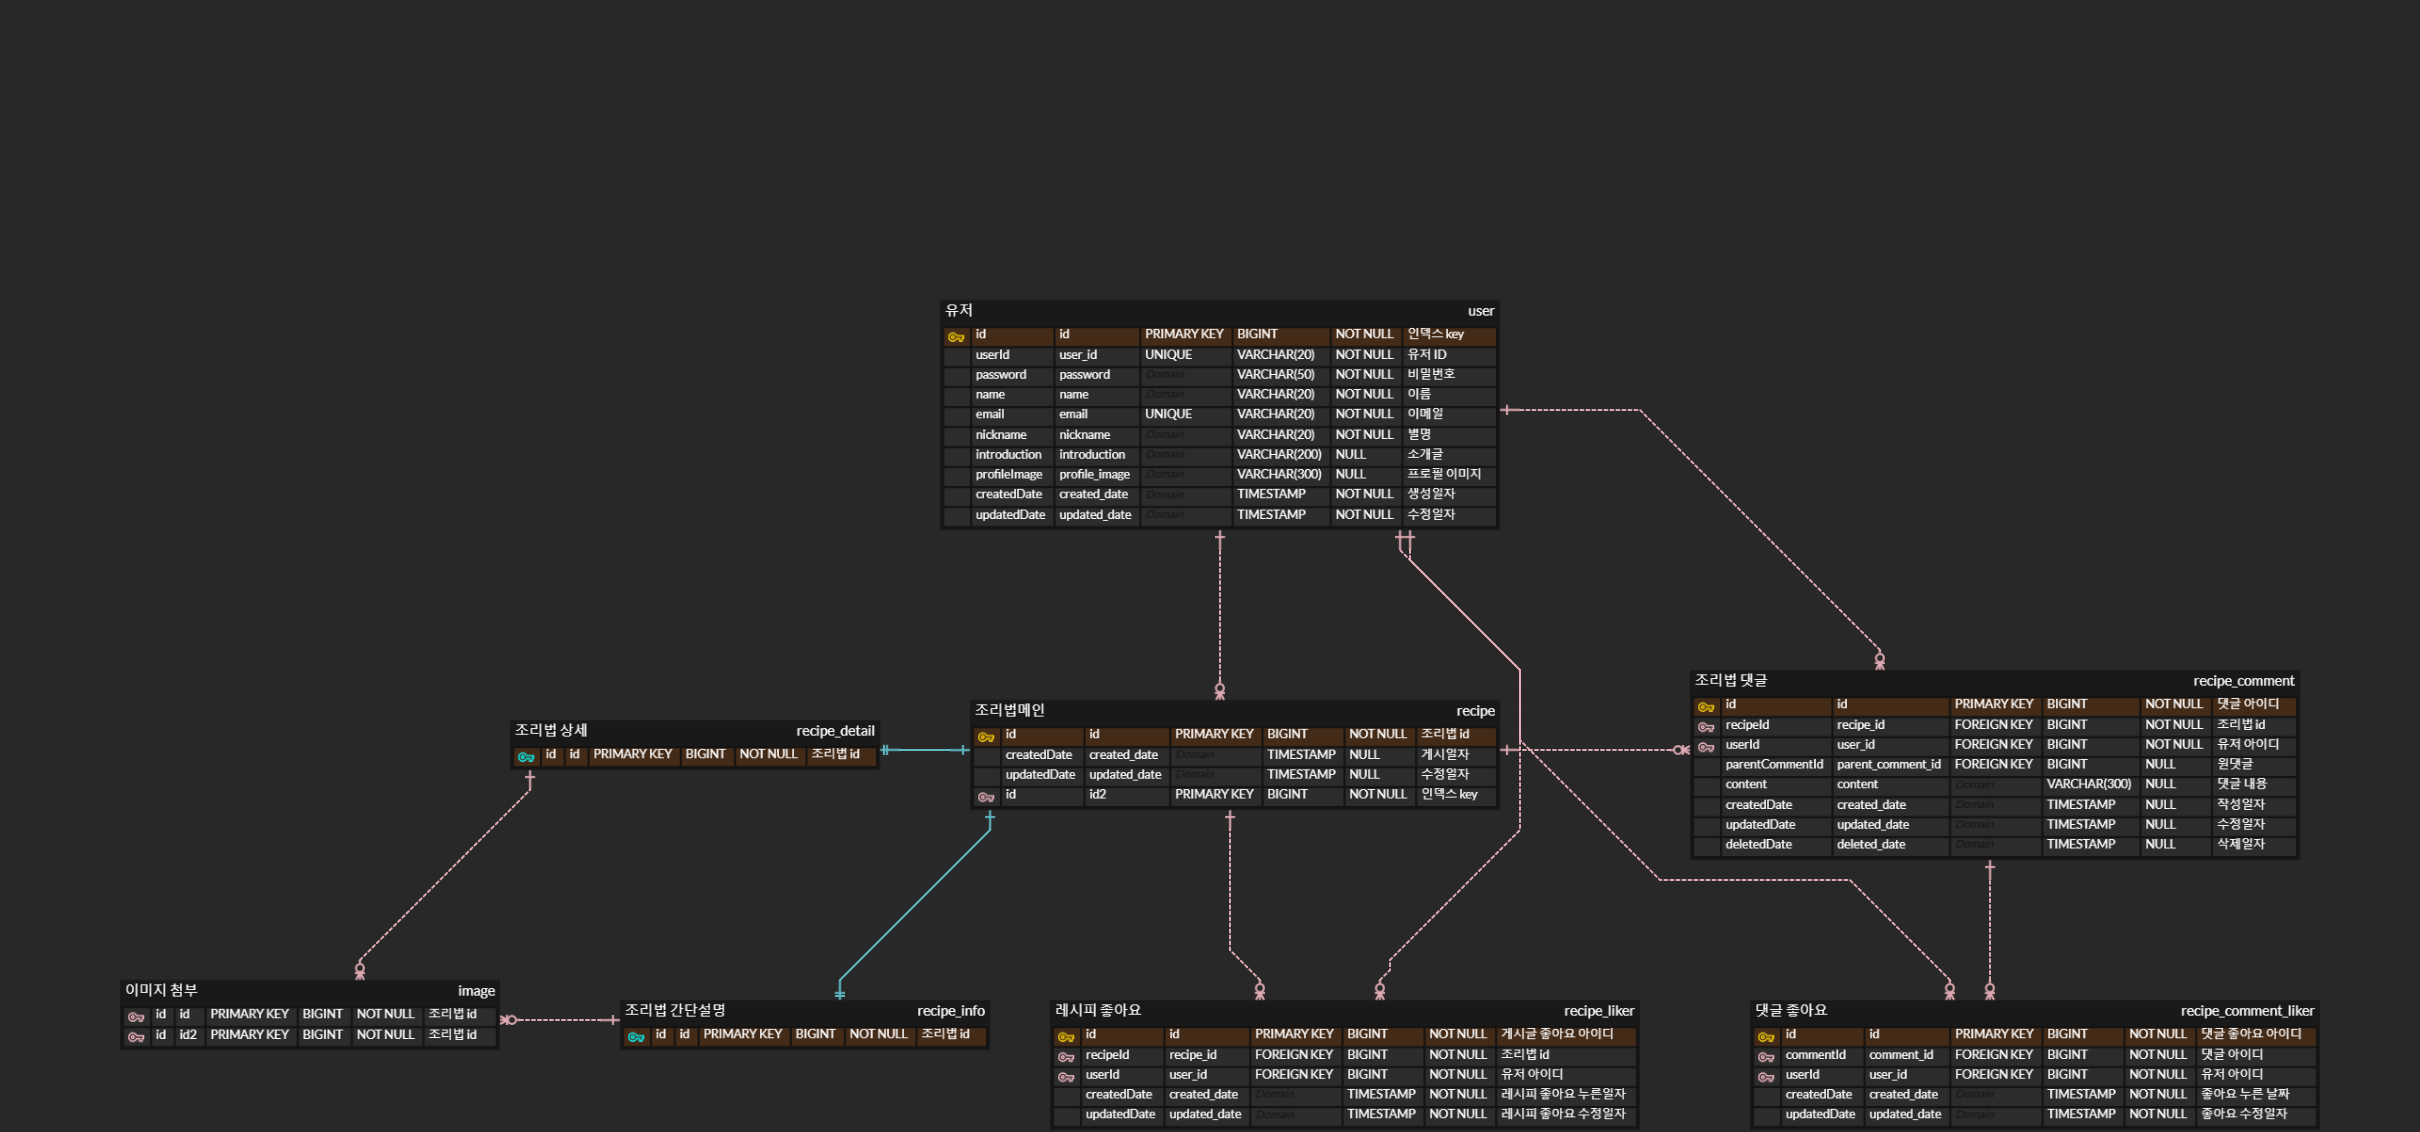 유저 user
id id PRIMARY KEY BIGINT NOT NULL 인덱스 key
userId user_id UNIQUE VARCHAR(20) NOT NULL 유저 ID
password password Domain VARCHAR(50) NOT NULL 비밀번호
name name Domain VARCHAR(20) NOT NULL 이름
email email UNIQUE VARCHAR(20) NOT NULL 이메일
nickname nickname Domain VARCHAR(20) NOT NULL 별명
introduction introduction Domain VARCHAR(200) NULL 소개글
profileImage profile_image Domain VARCHAR(300) NULL 프로필 이미지
createdDate created_date Domain TIMESTAMP NOT NULL 생성일자
updatedDate updated_date Domain TIMESTAMP NOT NULL 수정일자
조리법 상세 recipe_detail
id id PRIMARY KEY BIGINT NOT NULL 조리법 id
조리법메인 recipe
id id PRIMARY KEY BIGINT NOT NULL 조리법 id
createdDate created_date Domain TIMESTAMP NULL 게시일자
updatedDate updated_date Domain TIMESTAMP NULL 수정일자
id id2 PRIMARY KEY BIGINT NOT NULL 인덱스 key
조리법 댓글 recipe_comment
id id PRIMARY KEY BIGINT NOT NULL 댓글 아이디
recipeId recipe_id FOREIGN KEY BIGINT NOT NULL 조리법 id
userId user_id FOREIGN KEY BIGINT NOT NULL 유저 아이디
parentCommentId parent_comment_id FOREIGN KEY BIGINT NULL 원댓글
content content Domain VARCHAR(300) NULL 댓글 내용
createdDate created_date Domain TIMESTAMP NULL 작성일자
updatedDate updated_date Domain TIMESTAMP NULL 수정일자
deletedDate deleted_date Domain TIMESTAMP NULL 삭제일자
이미지 첨부 image
id id PRIMARY KEY BIGINT NOT NULL 조리법 id
id id2 PRIMARY KEY BIGINT NOT NULL 조리법 id
조리법 간단설명 recipe_info
id id PRIMARY KEY BIGINT NOT NULL 조리법 id
레시피 좋아요 recipe_liker
id id PRIMARY KEY BIGINT NOT NULL 게시글 좋아요 아이디
recipeId recipe_id FOREIGN KEY BIGINT NOT NULL 조리법 id
userId user_id FOREIGN KEY BIGINT NOT NULL 유저 아이디
createdDate created_date Domain TIMESTAMP NOT NULL 레시피 좋아요 누른일자
updatedDate updated_date Domain TIMESTAMP NOT NULL 레시피 좋아요 수정일자
댓글 좋아요 recipe_comment_liker
id id PRIMARY KEY BIGINT NOT NULL 댓글 좋아요 아이디
commentId comment_id FOREIGN KEY BIGINT NOT NULL 댓글 아이디
userId user_id FOREIGN KEY BIGINT NOT NULL 유저 아이디
createdDate created_date Domain TIMESTAMP NOT NULL 좋아요 누른 날짜
updatedDate updated_date Domain TIMESTAMP NOT NULL 좋아요 수정일자